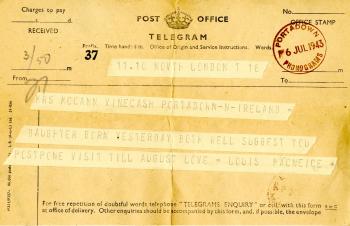 Charges to pay
POST OFFICE
OFFICE STAMP
RECEIVED
TELEGRAM
Prefix. Time handed in. Office of Origin and Service Instructions. Words.
37
3/50
PORTADOWN
6 JUL 1943
PHONOGRAMS
11.10 NORTH LONDON T 16
From
To
MRS MCCANN VINECASH PORTADOWN-N-IRELAND =
DAUGHTER BORN YESTERDAY BOTH WELL SUGGEST YOU
POSTPONE VISIT TILL AUGUST LOVE = LOUIS MACNEICE +
For free repetition of doubtful words telephone "TELEGRAMS ENQUIRY" or call, with this form
at office of delivery. Other enquiries should be accompanied by this form, and, if possible, the envelope